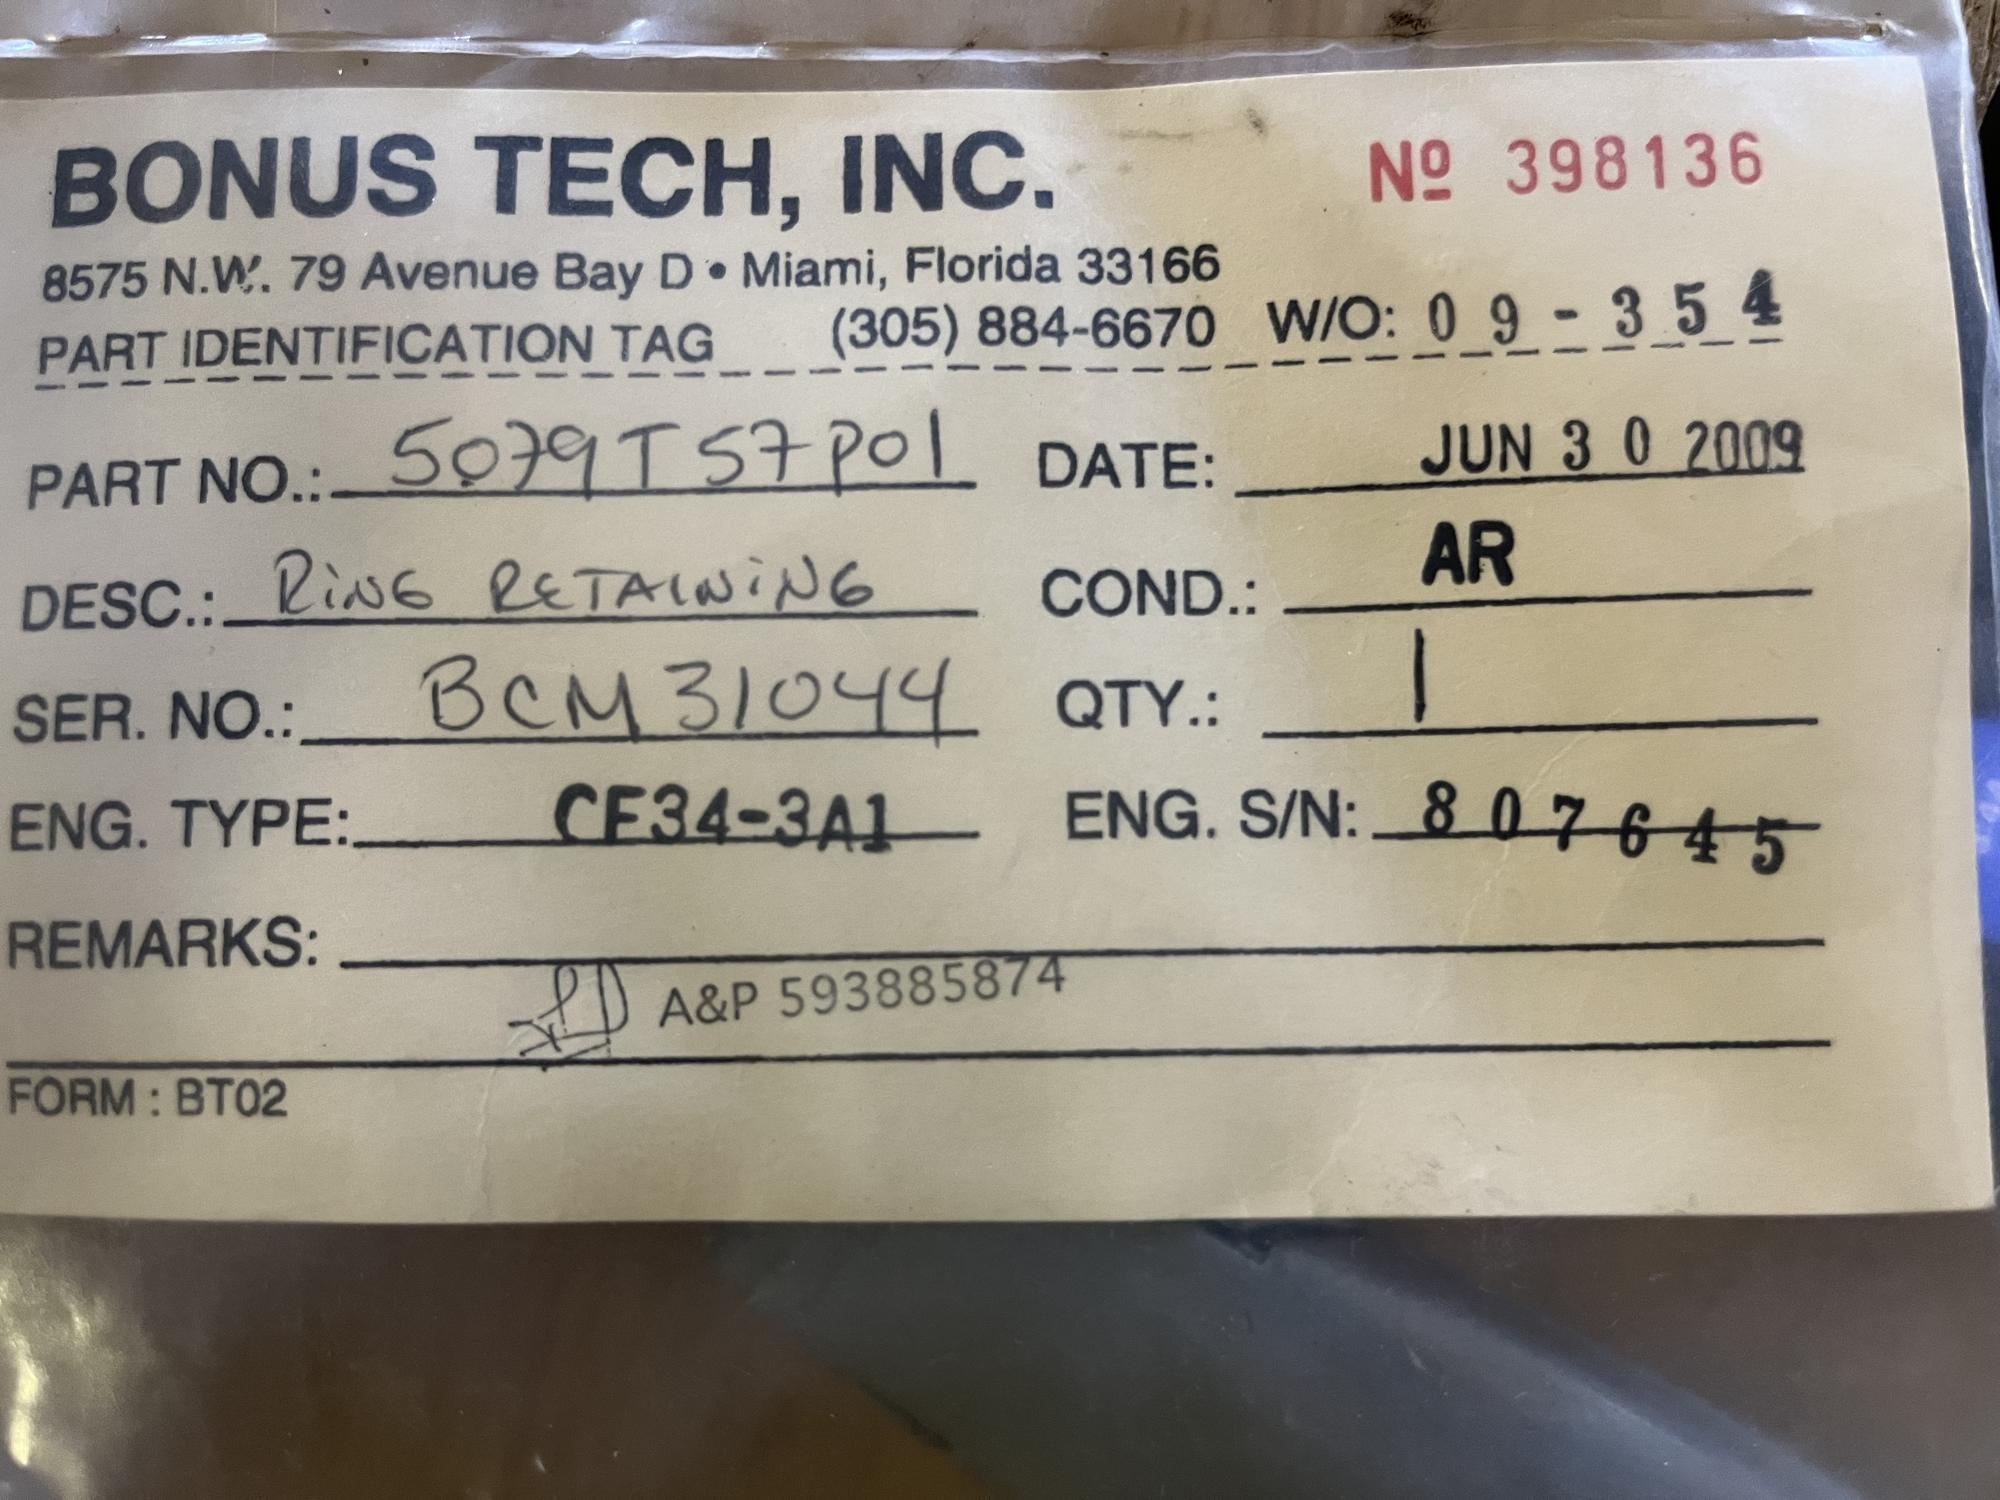 BONUS TECH, INC.
Nº 398136
8575 N.W. 79 Avenue Bay D • Miami, Florida 33166
PART IDENTIFICATION TAG (305) 884-6670 W/O: 09-354
PART NO.: 5079T57P01 DATE: JUN 30 2009
DESC.: RING RETAINING COND.: AR
SER. NO.: BCM31044 QTY.: 1
ENG. TYPE: CF34-3A1 ENG. S/N: 807645
REMARKS:
A&P 593885874
FORM : BT02